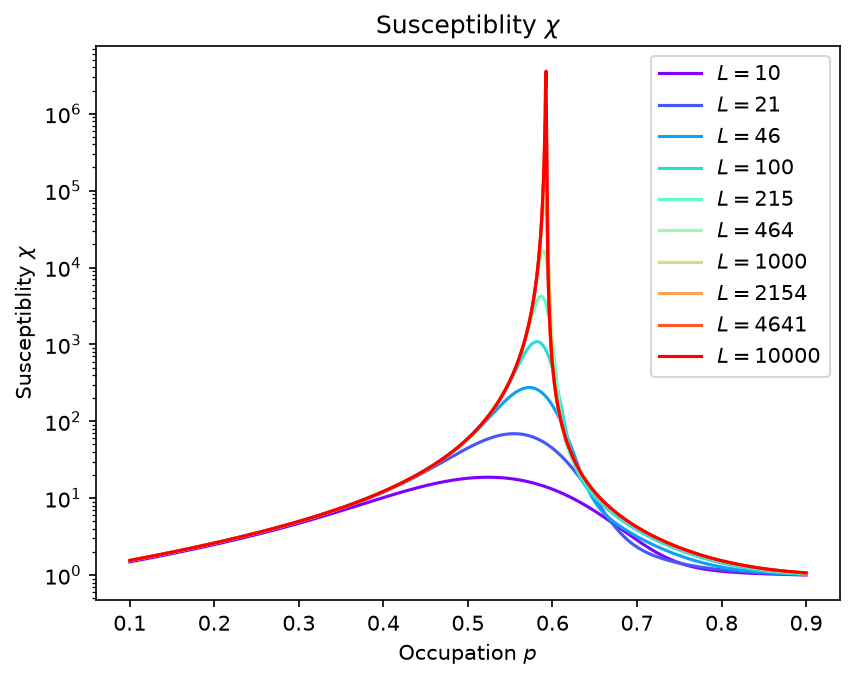 Susceptiblity χ
Susceptiblity χ
10⁶
10⁵
10⁴
10³
10²
10¹
10⁰
0.1 0.2 0.3 0.4 0.5 0.6 0.7 0.8 0.9
Occupation p
L = 10
L = 21
L = 46
L = 100
L = 215
L = 464
L = 1000
L = 2154
L = 4641
L = 10000